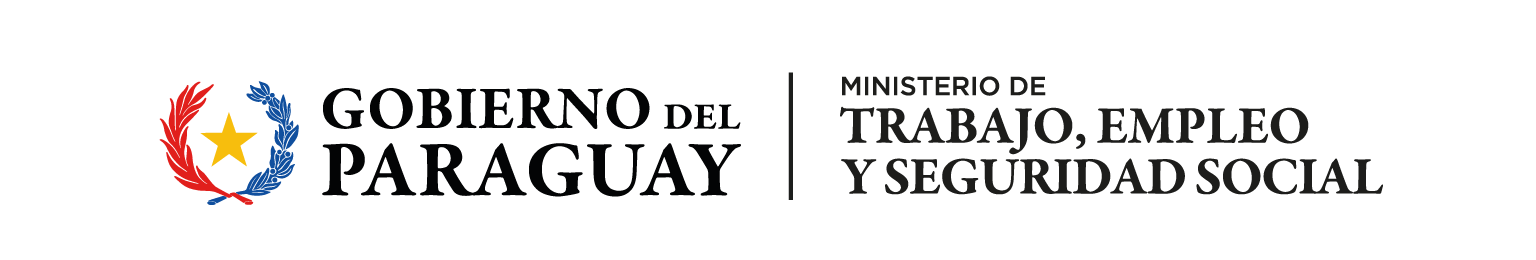 GOBIERNO DEL
PARAGUAY
MINISTERIO DE
TRABAJO, EMPLEO
Y SEGURIDAD SOCIAL